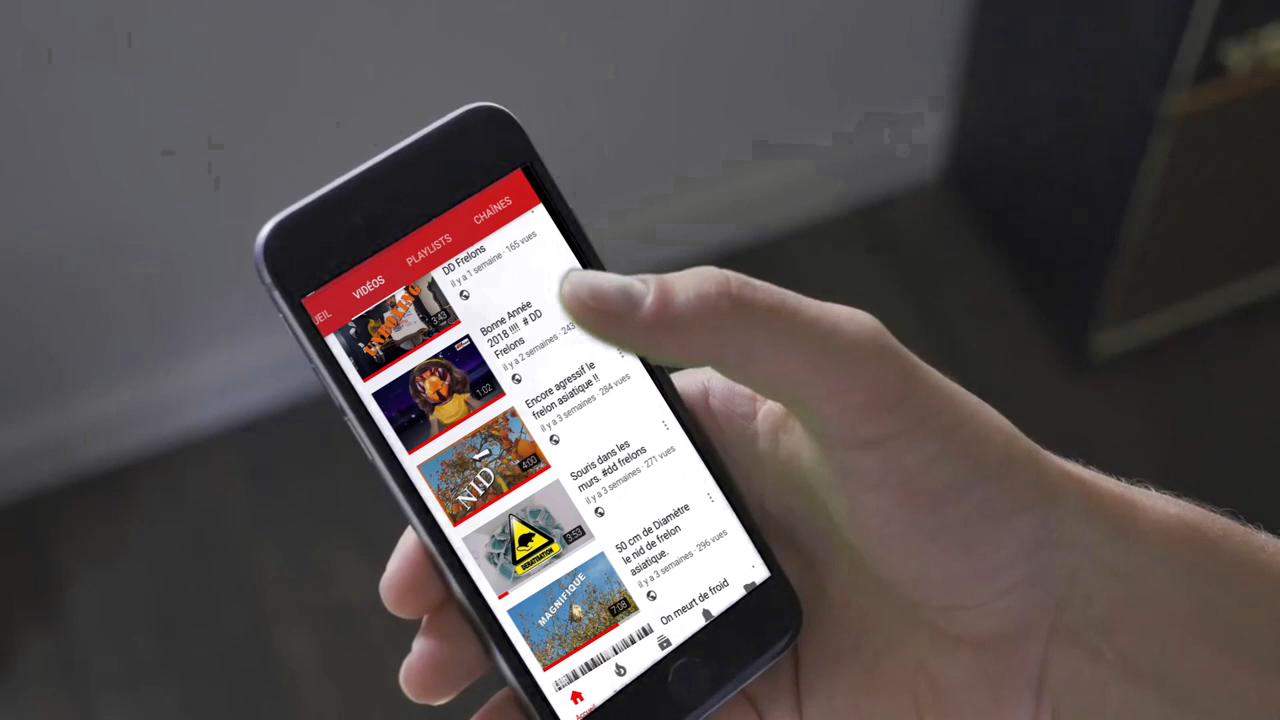 UEIL VIDÉOS PLAYLISTS CHAÎNES
DD Frelons
il y a 1 semaine · 165 vues
3:43
Bonne Année
2018 !!!! # DD
Frelons
il y a 2 semaines · 243
1:02
Encore agressif le
frelon asiatique !!
il y a 3 semaines · 284 vues
NID
4:00
Souris dans les
murs. #dd frelons
il y a 3 semaines · 271 vues
DERATISATION
3:53
50 cm de Diamètre
le nid de frelon
asiatique.
il y a 3 semaines · 296 vues
MAGNIFIQUE
7:08
On meurt de froid
Accueil